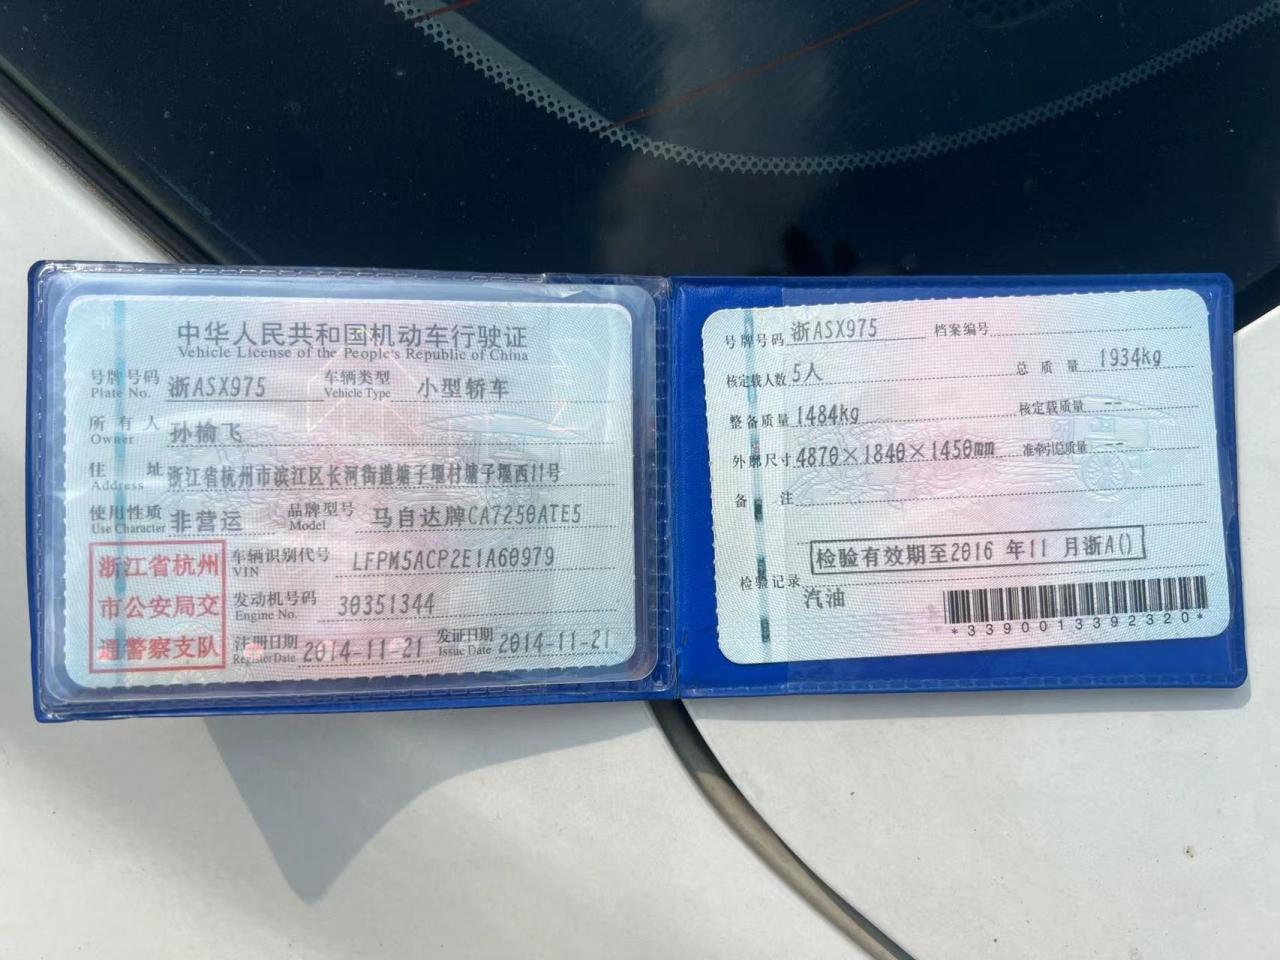 中华人民共和国机动车行驶证
Vehicle License of the People's Republic of China
号牌号码 浙ASX975 车辆类型 小型轿车
Plate No. Vehicle Type
所有人 孙榆飞
Owner
住址 浙江省杭州市滨江区长河街道塘子堰村塘子堰西11号
Address
使用性质 非营运 品牌型号 马自达牌CA7250ATE5
Use Character Model
浙江省杭州
市公安局交
通警察支队
车辆识别代号 LFPM5ACP2E1A60979
VIN
发动机号码 30351344
Engine No.
注册日期 2014-11-21 发证日期 2014-11-21
Register Date Issue Date
号牌号码 浙ASX975 档案编号
核定载人数 5人 总质量 1934kg
整备质量 1484kg 核定载质量
外廓尺寸 4870×1840×1450mm 准牵引总质量
备注
检验有效期至2016 年11 月浙A()
检验记录
汽油
*3390013392320*